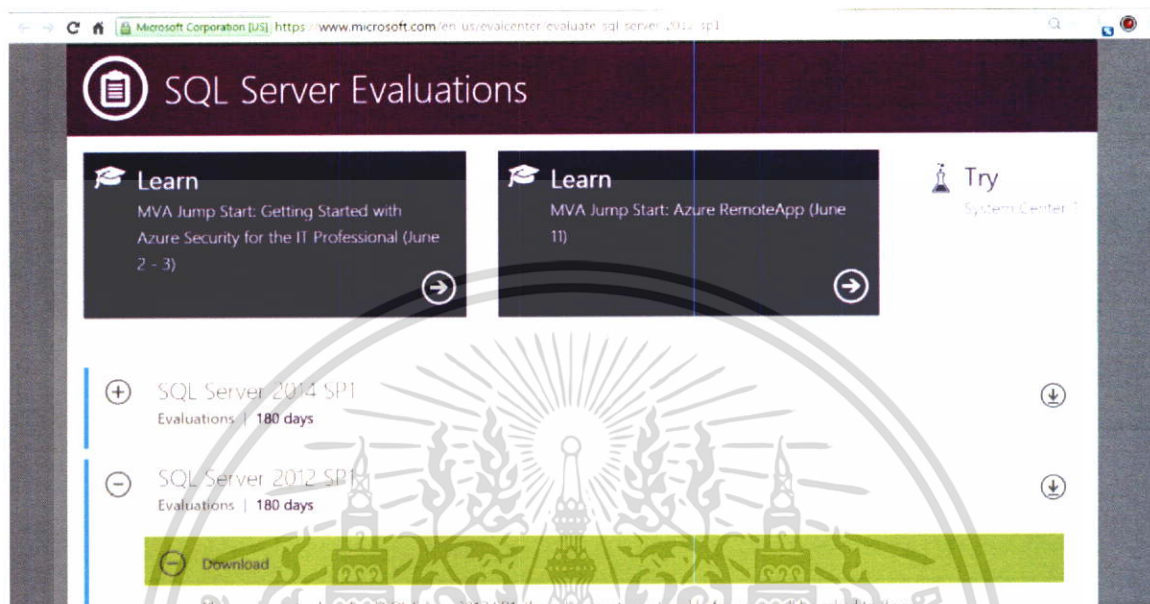 Microsoft Corporation [US] https://www.microsoft.com/en-us/evalcenter/evaluate-sql-server-2012-sp1
SQL Server Evaluations
Learn
MVA Jump Start: Getting Started with
Azure Security for the IT Professional (June
2 - 3)
Learn
MVA Jump Start: Azure RemoteApp (June
11)
Try
System Center
SQL Server 2014 SP1
Evaluations | 180 days
SQL Server 2012 SP1
Evaluations | 180 days
Download